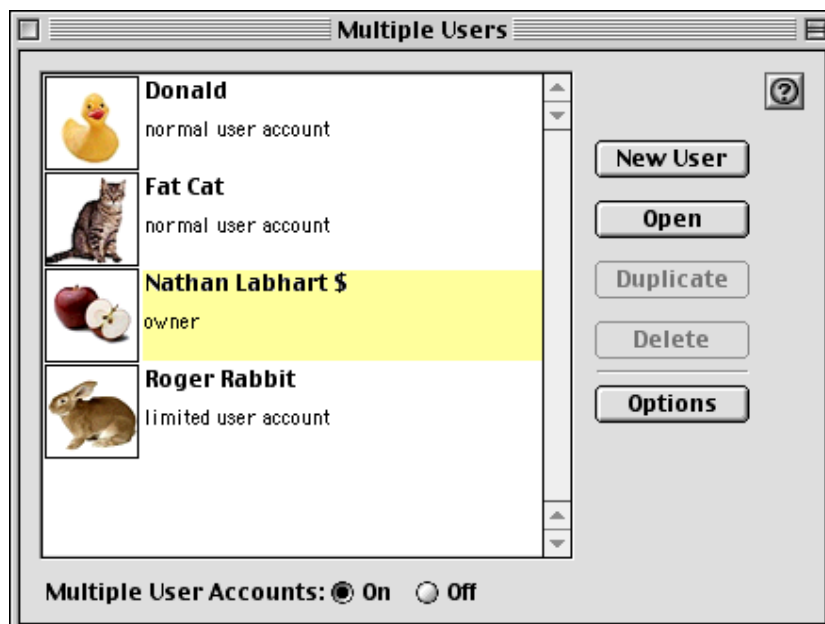 Multiple Users
Donald
normal user account
Fat Cat
normal user account
Nathan Labhart $
owner
Roger Rabbit
limited user account
?
New User
Open
Duplicate
Delete
Options
Multiple User Accounts: On Off